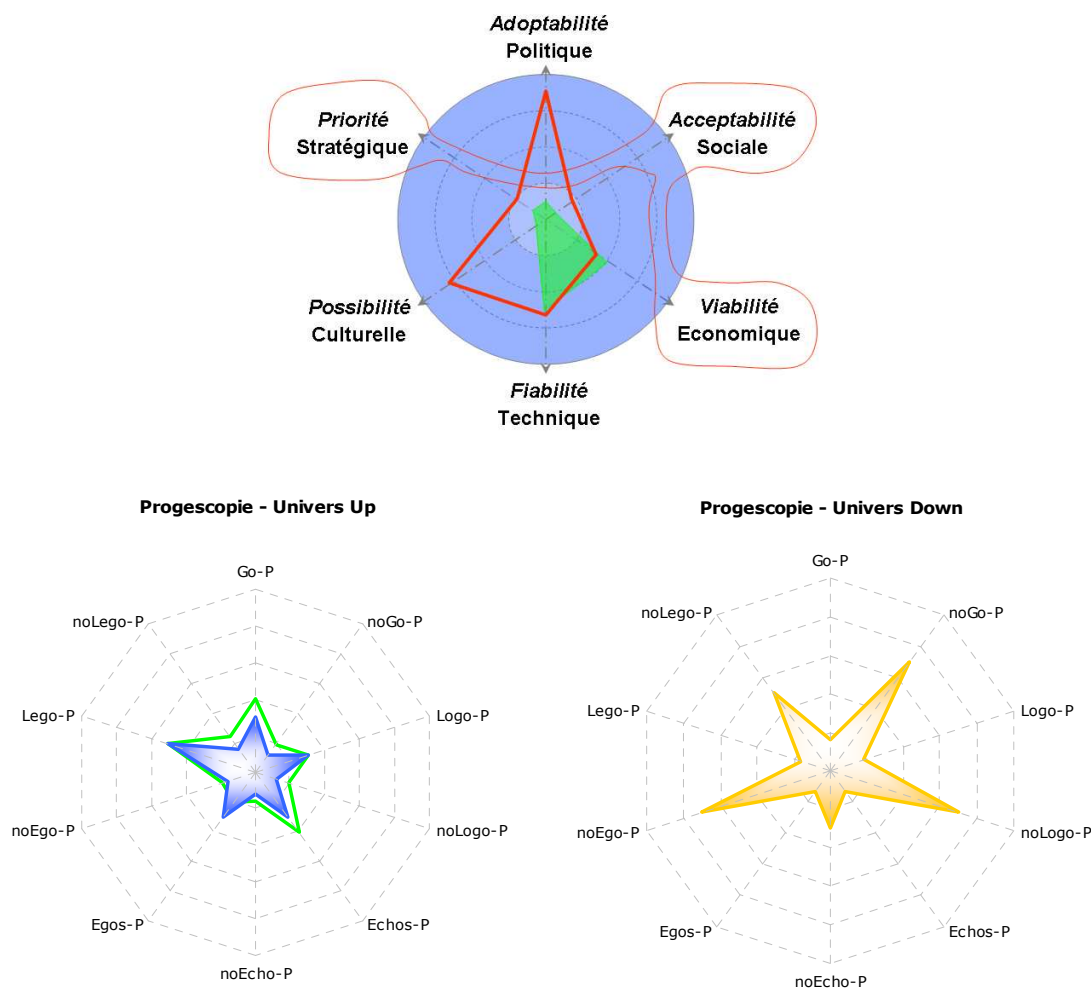 Adoptabilité
Politique
Priorité
Stratégique
Acceptabilité
Sociale
Possibilité
Culturelle
Viabilité
Economique
Fiabilité
Technique
Progescopie - Univers Up
Go-P
noGo-P
Logo-P
noLogo-P
Echos-P
noEcho-P
Egos-P
noEgo-P
Lego-P
noLego-P
Progescopie - Univers Down
Go-P
noGo-P
Logo-P
noLogo-P
Echos-P
noEcho-P
Egos-P
noEgo-P
Lego-P
noLego-P